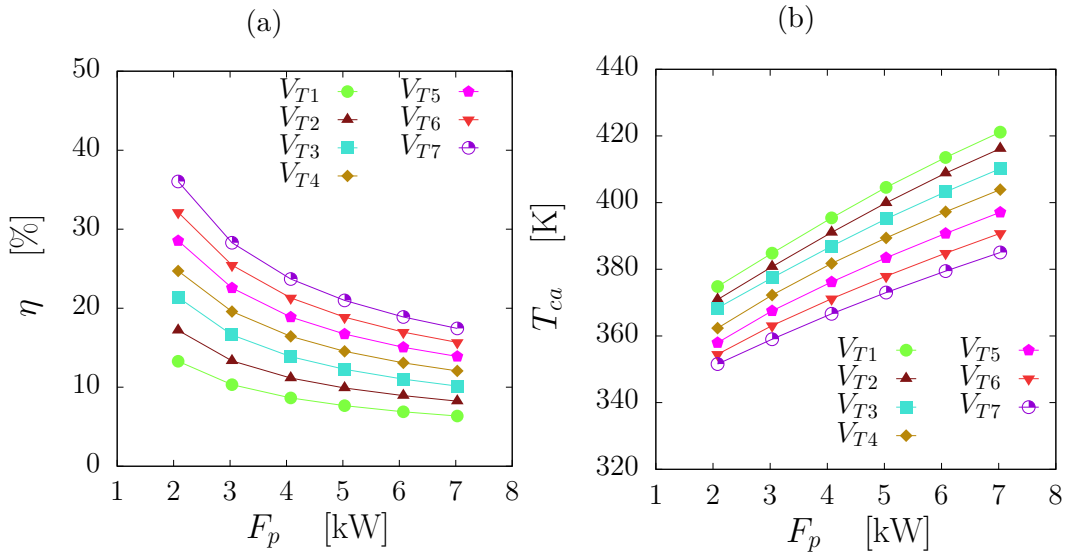 (a)
50
40
30
20
10
0
η [%]
1 2 3 4 5 6 7 8
F_p [kW]
V_{T1}
V_{T2}
V_{T3}
V_{T4}
V_{T5}
V_{T6}
V_{T7}
(b)
440
420
400
380
360
340
320
T_{ca} [K]
1 2 3 4 5 6 7 8
F_p [kW]
V_{T1}
V_{T2}
V_{T3}
V_{T4}
V_{T5}
V_{T6}
V_{T7}